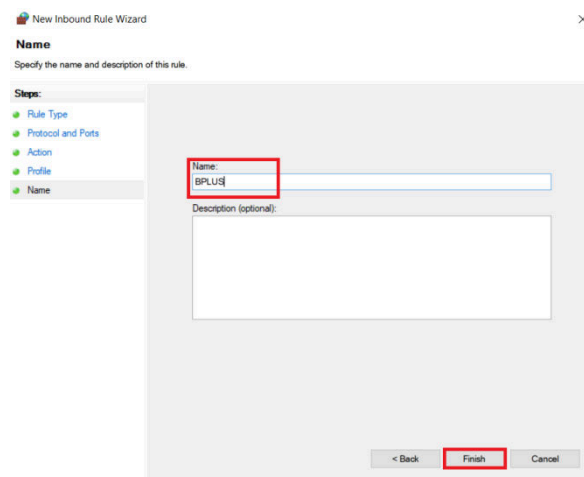 New Inbound Rule Wizard
Name
Specify the name and description of this rule.
Steps:
Rule Type
Protocol and Ports
Action
Profile
Name
Name:
BPLUS
Description (optional):
< Back
Finish
Cancel